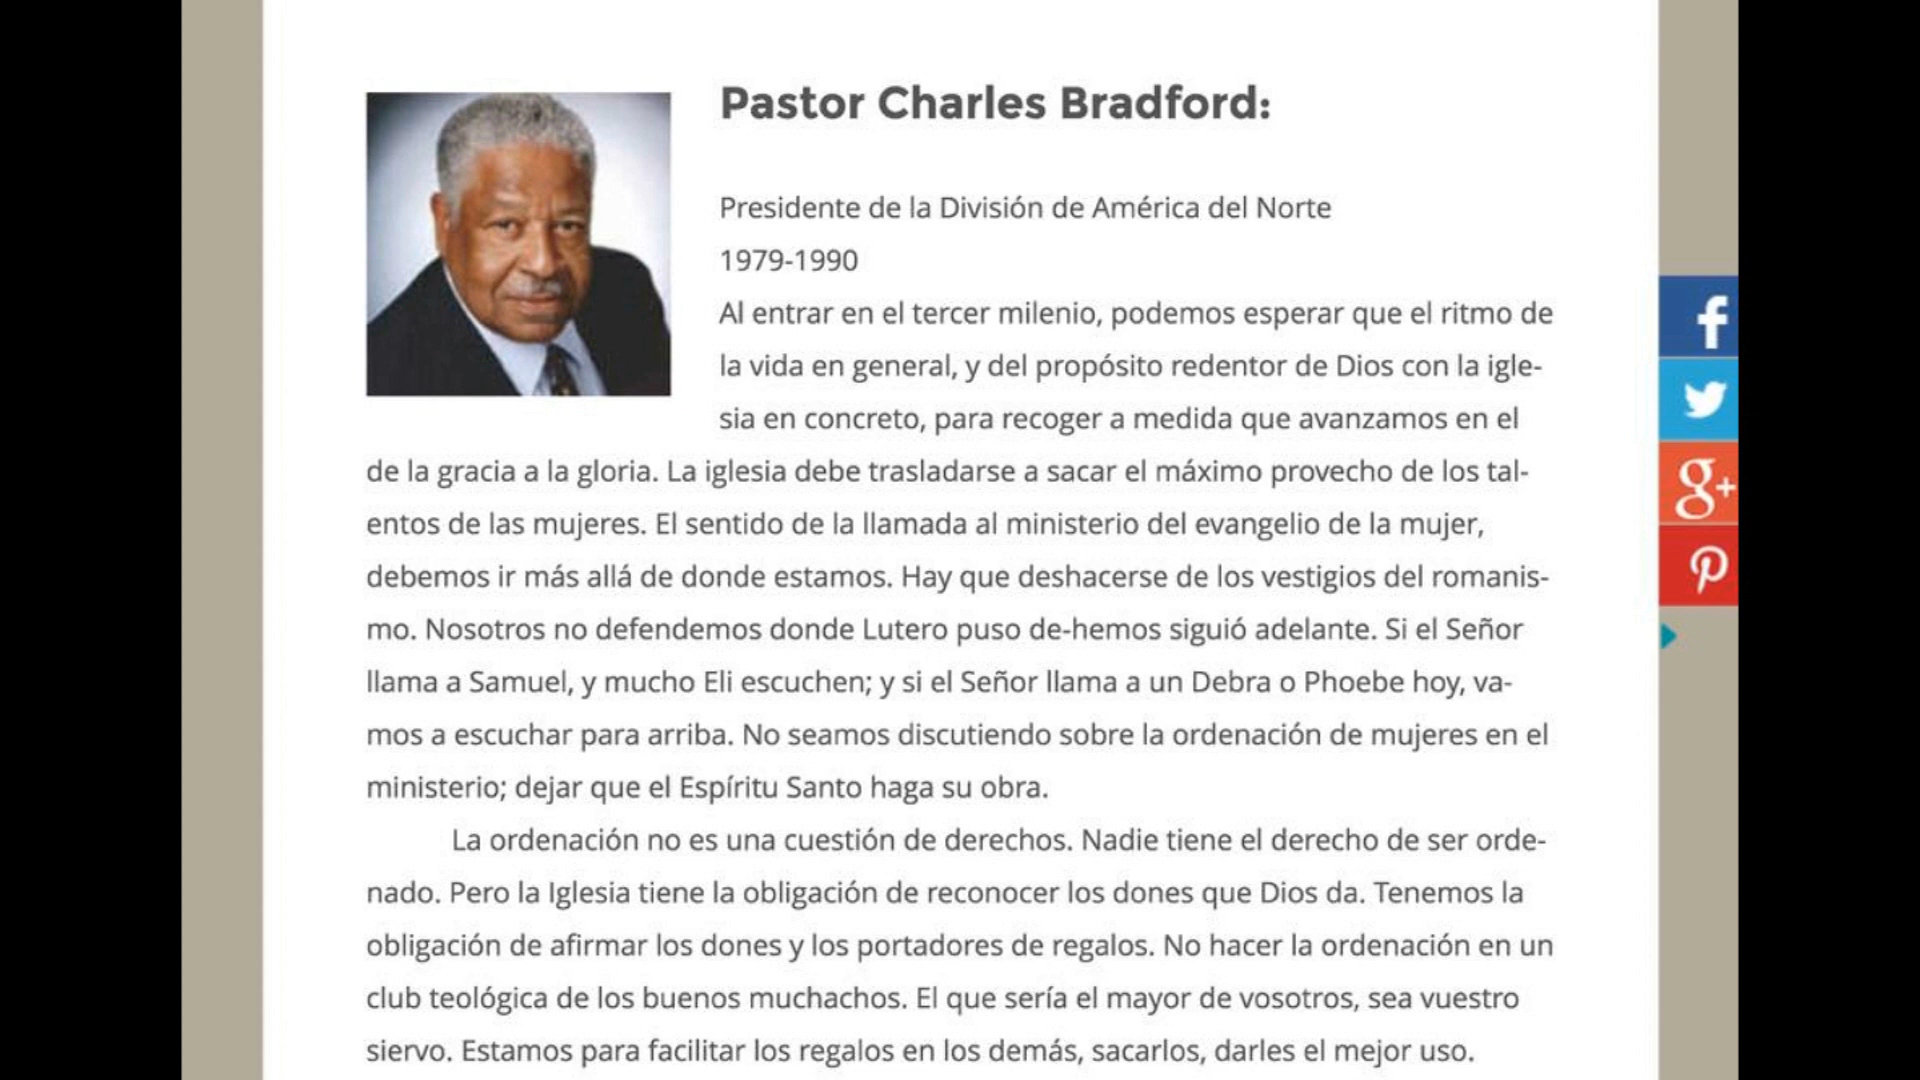 Pastor Charles Bradford:
Presidente de la División de América del Norte
1979-1990
Al entrar en el tercer milenio, podemos esperar que el ritmo de
la vida en general, y del propósito redentor de Dios con la igle-
sia en concreto, para recoger a medida que avanzamos en el
de la gracia a la gloria. La iglesia debe trasladarse a sacar el máximo provecho de los tal-
entos de las mujeres. El sentido de la llamada al ministerio del evangelio de la mujer,
debemos ir más allá de donde estamos. Hay que deshacerse de los vestigios del romanis-
mo. Nosotros no defendemos donde Lutero puso de-hemos siguió adelante. Si el Señor
llama a Samuel, y mucho Eli escuchen; y si el Señor llama a un Debra o Phoebe hoy, va-
mos a escuchar para arriba. No seamos discutiendo sobre la ordenación de mujeres en el
ministerio; dejar que el Espíritu Santo haga su obra.
La ordenación no es una cuestión de derechos. Nadie tiene el derecho de ser orde-
nado. Pero la Iglesia tiene la obligación de reconocer los dones que Dios da. Tenemos la
obligación de afirmar los dones y los portadores de regalos. No hacer la ordenación en un
club teológica de los buenos muchachos. El que sería el mayor de vosotros, sea vuestro
siervo. Estamos para facilitar los regalos en los demás, sacarlos, darles el mejor uso.
f
g+